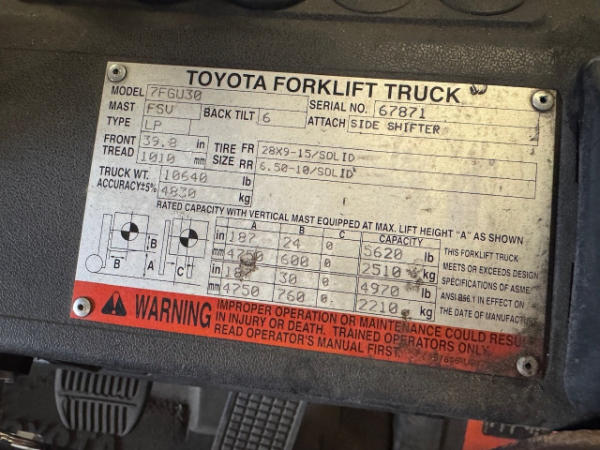 TOYOTA FORKLIFT TRUCK
MODEL 7FGU30 SERIAL NO. 67871
MAST FSV BACK TILT 6 ATTACH SIDE SHIFTER
TYPE LP
FRONT TREAD 39.8 in TIRE SIZE FR 28X9-15/SOLID
1010 mm RR 6.50-10/SOLID
TRUCK WT. 10640 lb
ACCURACY±5% 4830 kg
RATED CAPACITY WITH VERTICAL MAST EQUIPPED AT MAX. LIFT HEIGHT "A" AS SHOWN
A B C CAPACITY
in 187 24 0 5620 lb THIS FORKLIFT TRUCK
mm 4750 600 0 2510 kg MEETS OR EXCEEDS DESIGN
in 187 30 0 4970 lb SPECIFICATIONS OF ASME/
mm 4750 760 0 2210 kg ANSI B56.1 IN EFFECT ON
THE DATE OF MANUFACTURE
B
B A C
WARNING
IMPROPER OPERATION OR MAINTENANCE COULD RESULT
IN INJURY OR DEATH. TRAINED OPERATORS ONLY.
READ OPERATOR'S MANUAL FIRST.
TOYOTA